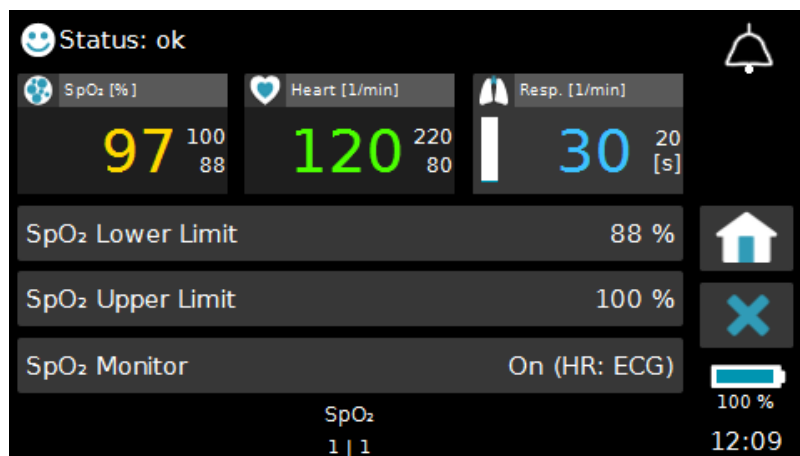 Status: ok
SpO₂ [%]
Heart [1/min]
Resp. [1/min]
97
100
88
120
220
80
30
20
[s]
SpO₂ Lower Limit 88 %
SpO₂ Upper Limit 100 %
SpO₂ Monitor On (HR: ECG)
100 %
SpO₂
1 | 1
12:09